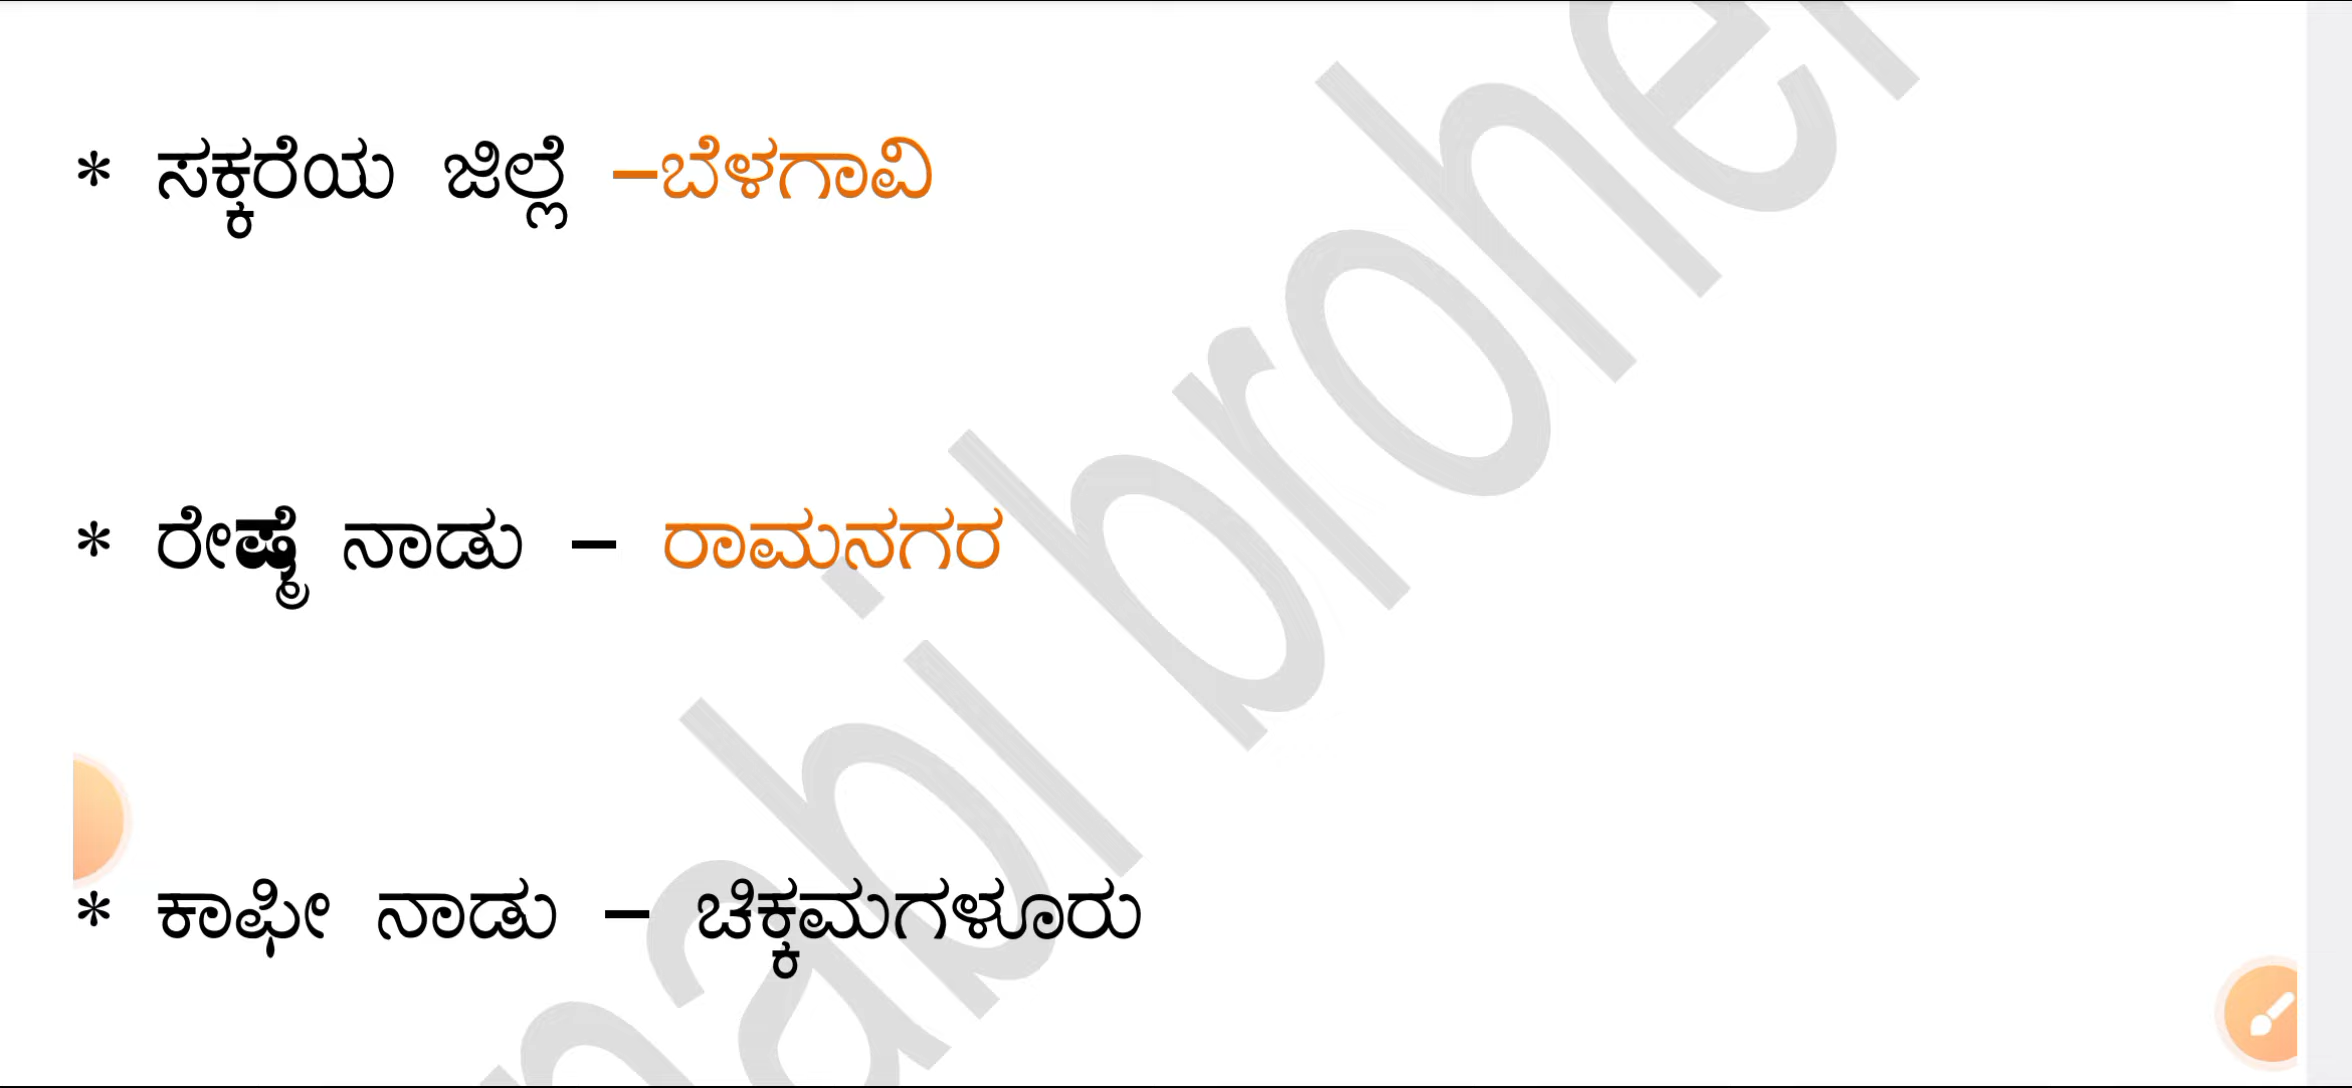 * ಸಕ್ಕರೆಯ ಜಿಲ್ಲೆ –ಬೆಳಗಾವಿ
* ರೇಷ್ಮೆ ನಾಡು – ರಾಮನಗರ
* ಕಾಫೀ ನಾಡು – ಚಿಕ್ಕಮಗಳೂರು